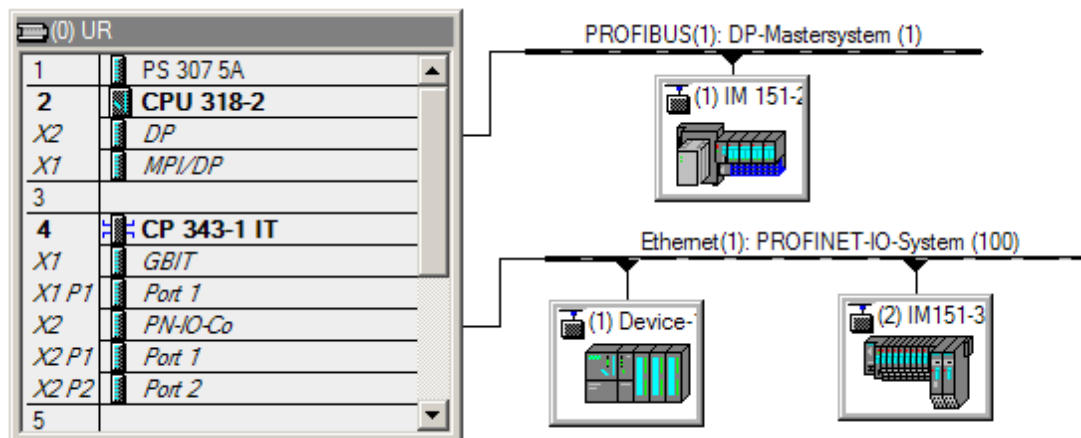 (0) UR
1 PS 307 5A
2 CPU 318-2
X2 DP
X1 MPI/DP
3
4 CP 343-1 IT
X1 GBIT
X1 P1 Port 1
X2 PN-IO-Co
X2 P1 Port 1
X2 P2 Port 2
5
PROFIBUS(1): DP-Mastersystem (1)
(1) IM 151-2
Ethernet(1): PROFINET-IO-System (100)
(1) Device-
(2) IM151-3